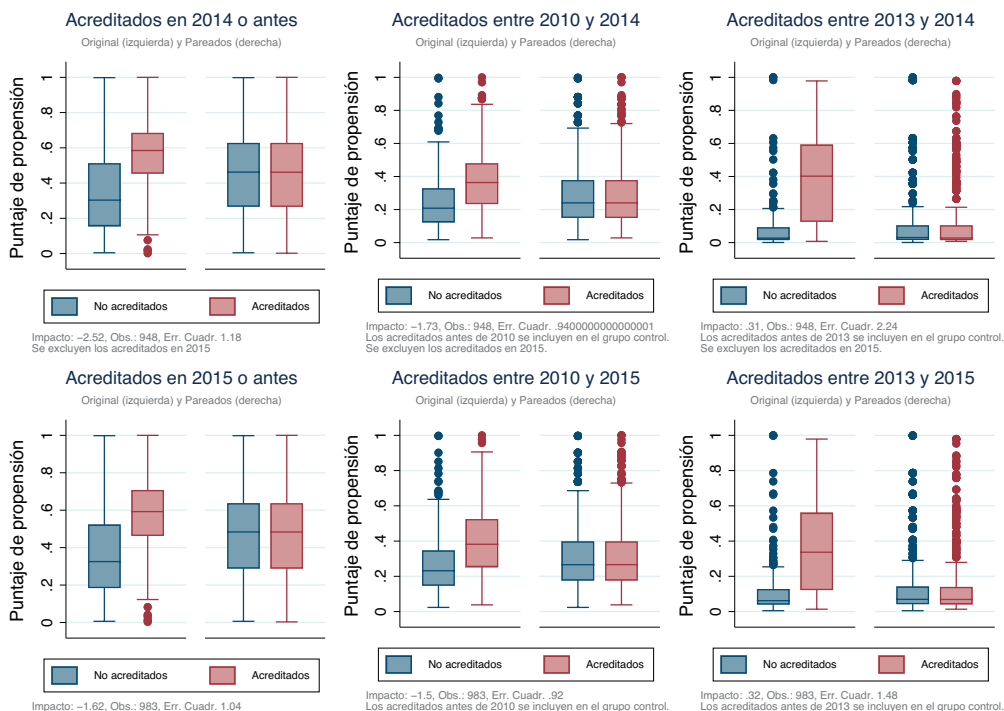 Acreditados en 2014 o antes
Original (izquierda) y Pareados (derecha)
Puntaje de propensión
1
.8
.6
.4
.2
0
No acreditados
Acreditados
Impacto: −2.52, Obs.: 948, Err. Cuadr. 1.18
Se excluyen los acreditados en 2015
Acreditados entre 2010 y 2014
Original (izquierda) y Pareados (derecha)
Puntaje de propensión
1
.8
.6
.4
.2
0
No acreditados
Acreditados
Impacto: −1.73, Obs.: 948, Err. Cuadr. .9400000000000001
Los acreditados antes de 2010 se incluyen en el grupo control.
Se excluyen los acreditados en 2015.
Acreditados entre 2013 y 2014
Original (izquierda) y Pareados (derecha)
Puntaje de propensión
1
.8
.6
.4
.2
0
No acreditados
Acreditados
Impacto: .31, Obs.: 948, Err. Cuadr. 2.24
Los acreditados antes de 2013 se incluyen en el grupo control.
Se excluyen los acreditados en 2015.
Acreditados en 2015 o antes
Original (izquierda) y Pareados (derecha)
Puntaje de propensión
1
.8
.6
.4
.2
0
No acreditados
Acreditados
Impacto: −1.62, Obs.: 983, Err. Cuadr. 1.04
Acreditados entre 2010 y 2015
Original (izquierda) y Pareados (derecha)
Puntaje de propensión
1
.8
.6
.4
.2
0
No acreditados
Acreditados
Impacto: −1.5, Obs.: 983, Err. Cuadr. .92
Los acreditados antes de 2010 se incluyen en el grupo control.
Acreditados entre 2013 y 2015
Original (izquierda) y Pareados (derecha)
Puntaje de propensión
1
.8
.6
.4
.2
0
No acreditados
Acreditados
Impacto: .32, Obs.: 983, Err. Cuadr. 1.48
Los acreditados antes de 2013 se incluyen en el grupo control.